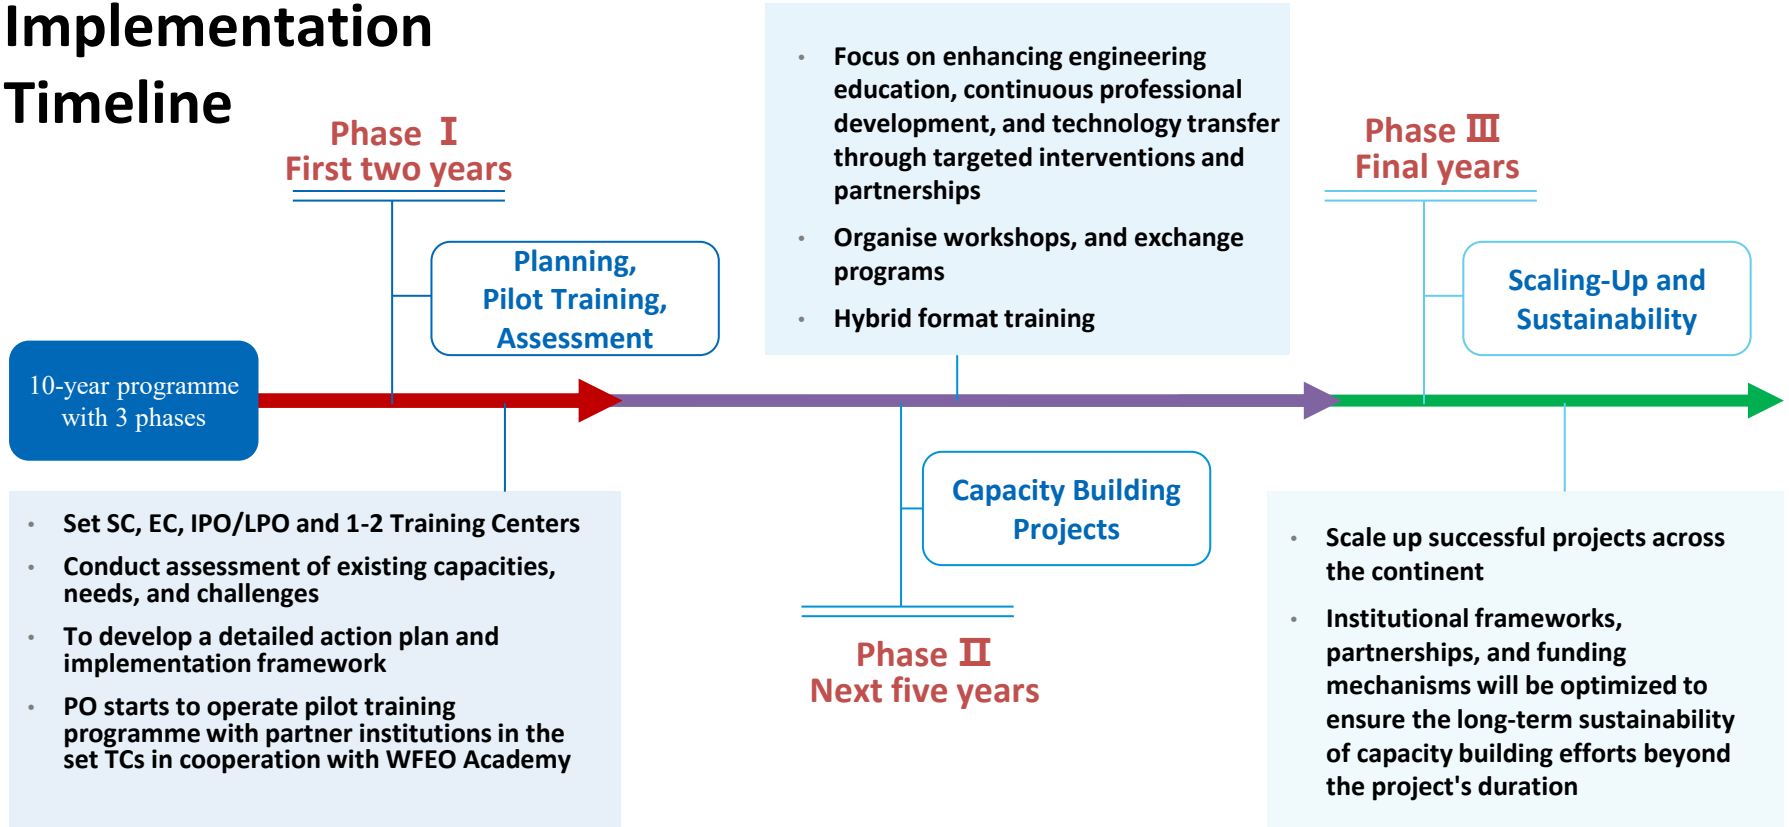 Implementation
Timeline
Phase I
First two years
Planning,
Pilot Training,
Assessment
10-year programme
with 3 phases
• Set SC, EC, IPO/LPO and 1-2 Training Centers
• Conduct assessment of existing capacities,
needs, and challenges
• To develop a detailed action plan and
implementation framework
• PO starts to operate pilot training
programme with partner institutions in the
set TCs in cooperation with WFEO Academy
• Focus on enhancing engineering
education, continuous professional
development, and technology transfer
through targeted interventions and
partnerships
• Organise workshops, and exchange
programs
• Hybrid format training
Capacity Building
Projects
Phase II
Next five years
Phase III
Final years
Scaling-Up and
Sustainability
• Scale up successful projects across
the continent
• Institutional frameworks,
partnerships, and funding
mechanisms will be optimized to
ensure the long-term sustainability
of capacity building efforts beyond
the project's duration